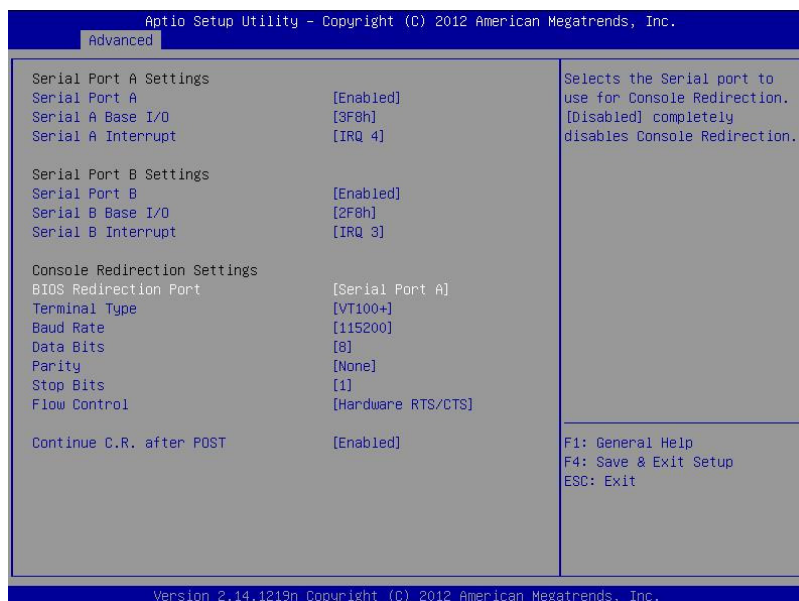 Aptio Setup Utility – Copyright (C) 2012 American Megatrends, Inc.
Advanced
Serial Port A Settings
Serial Port A [Enabled]
Serial A Base I/O [3F8h]
Serial A Interrupt [IRQ 4]
Serial Port B Settings
Serial Port B [Enabled]
Serial B Base I/O [2F8h]
Serial B Interrupt [IRQ 3]
Console Redirection Settings
BIOS Redirection Port [Serial Port A]
Terminal Type [VT100+]
Baud Rate [115200]
Data Bits [8]
Parity [None]
Stop Bits [1]
Flow Control [Hardware RTS/CTS]
Continue C.R. after POST [Enabled]
Selects the Serial port to
use for Console Redirection.
[Disabled] completely
disables Console Redirection.
F1: General Help
F4: Save & Exit Setup
ESC: Exit
Version 2.14.1219n Copyright (C) 2012 American Megatrends, Inc.